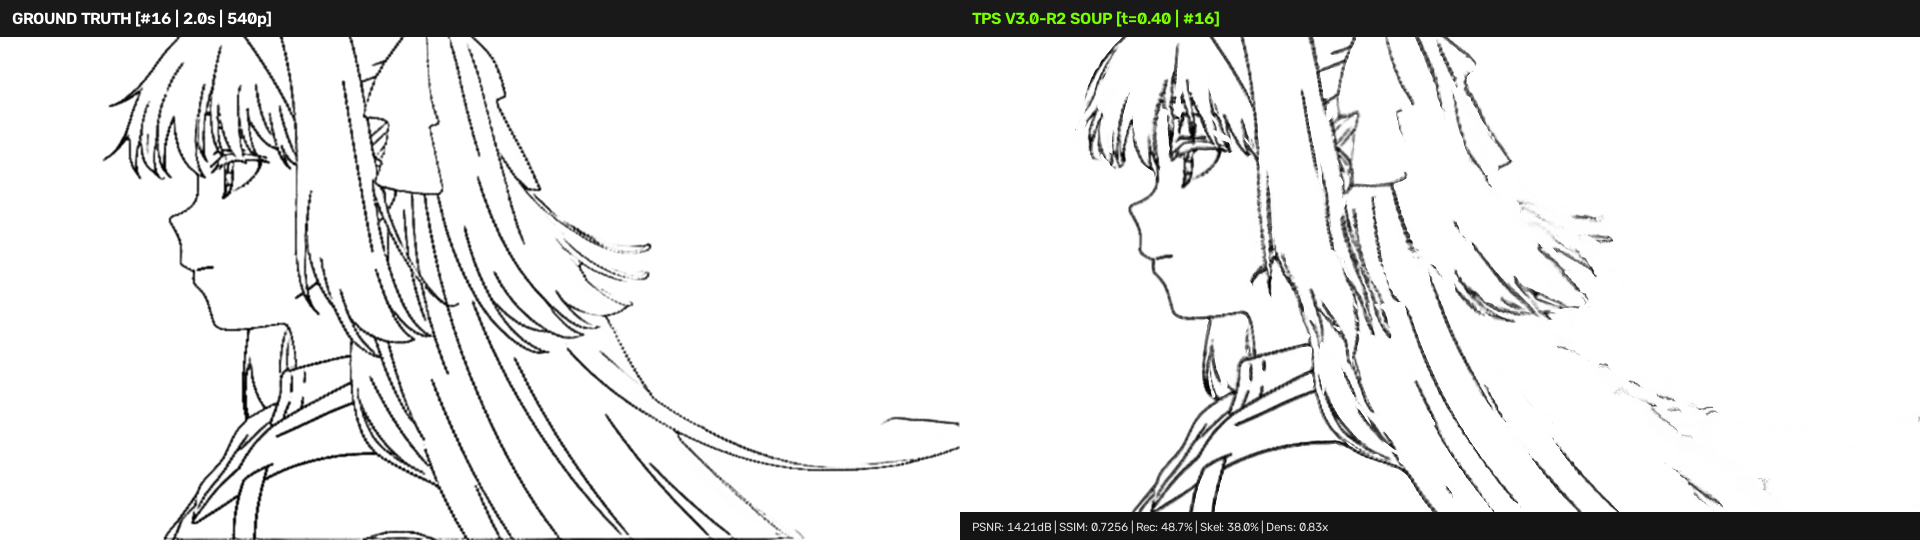 GROUND TRUTH [#16 | 2.0s | 540p]
TPS V3.0-R2 SOUP [t=0.40 | #16]
PSNR: 14.21dB | SSIM: 0.7256 | Rec: 48.7% | Skel: 38.0% | Dens: 0.83x